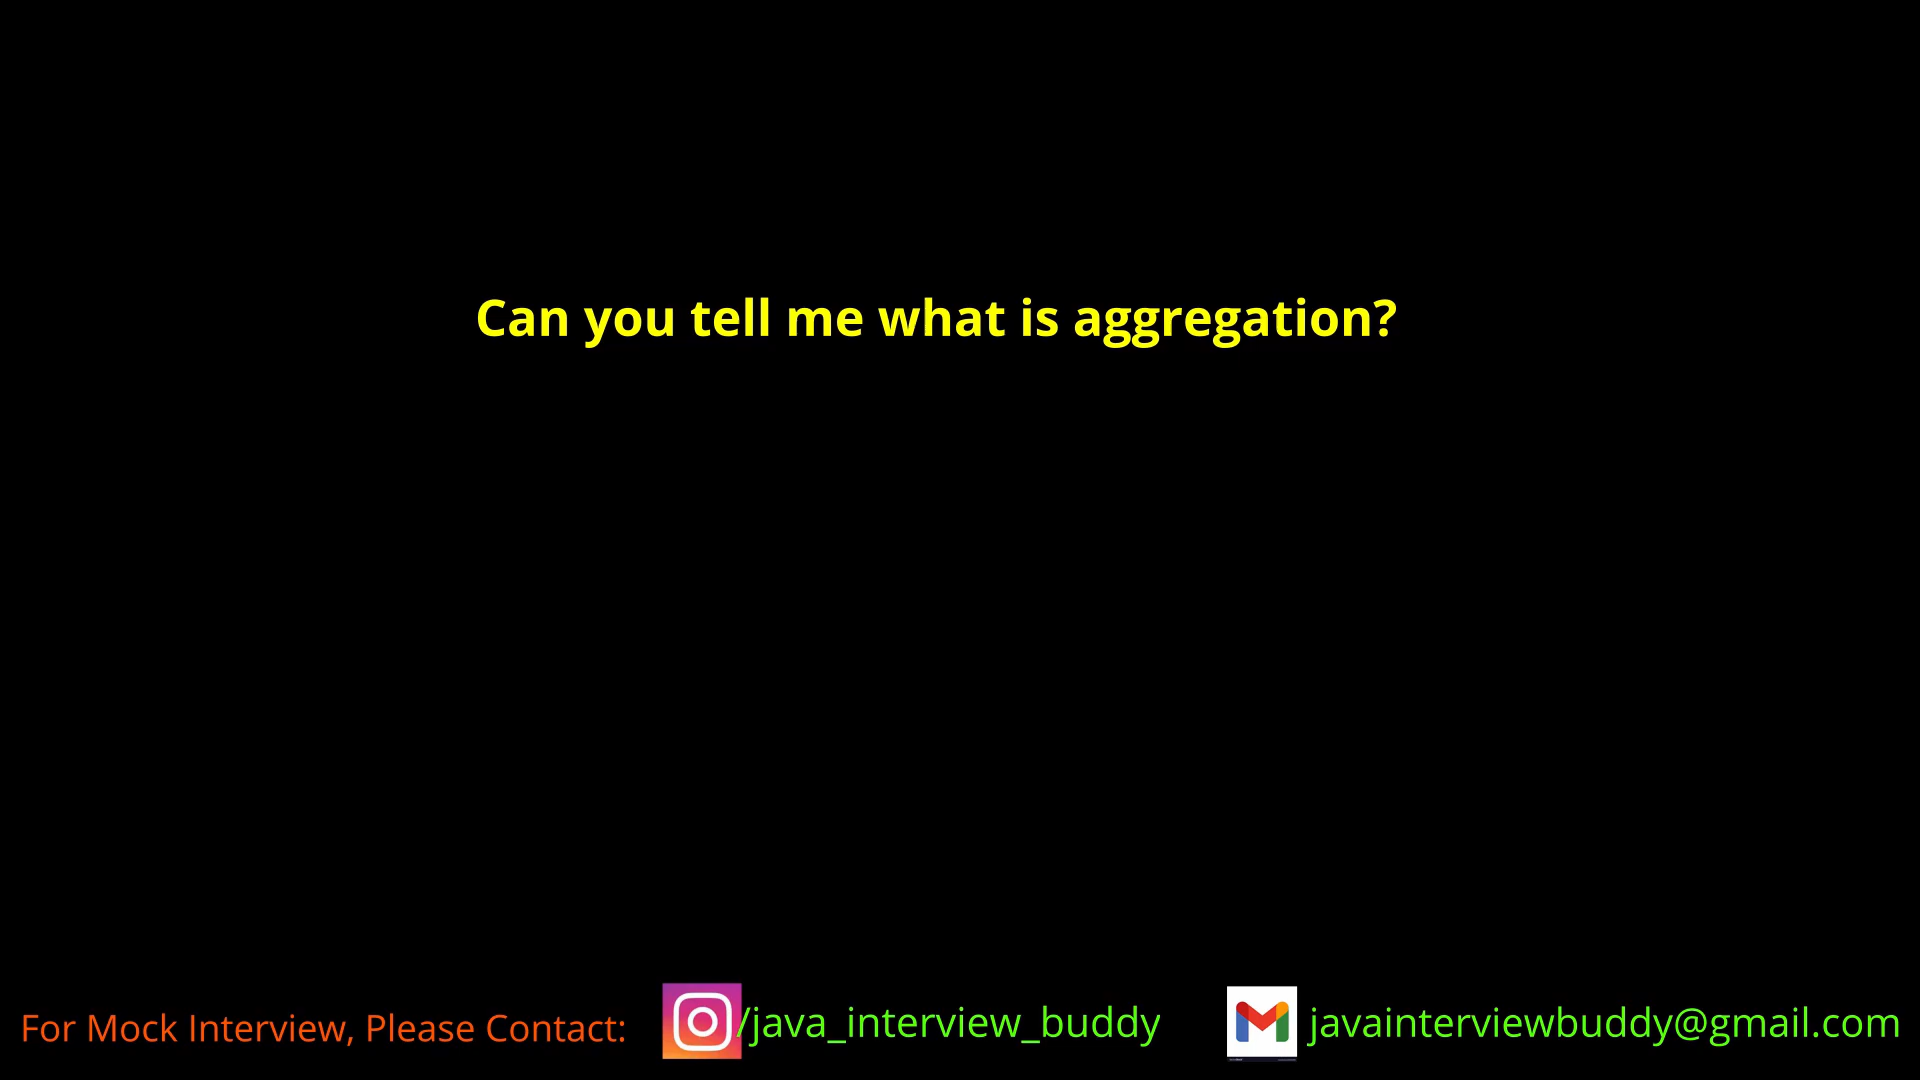 Can you tell me what is aggregation?
For Mock Interview, Please Contact: /java_interview_buddy javainterviewbuddy@gmail.com